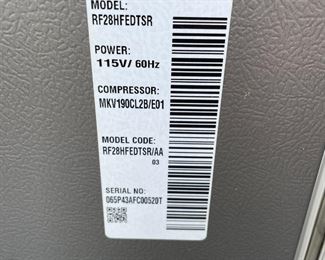 MODEL:
RF28HFEDTSR
POWER:
115V/ 60Hz
COMPRESSOR:
MKV190CL2B/E01
MODEL CODE:
RF28HFEDTSR/AA
03
SERIAL NO:
065P43AFC00520T